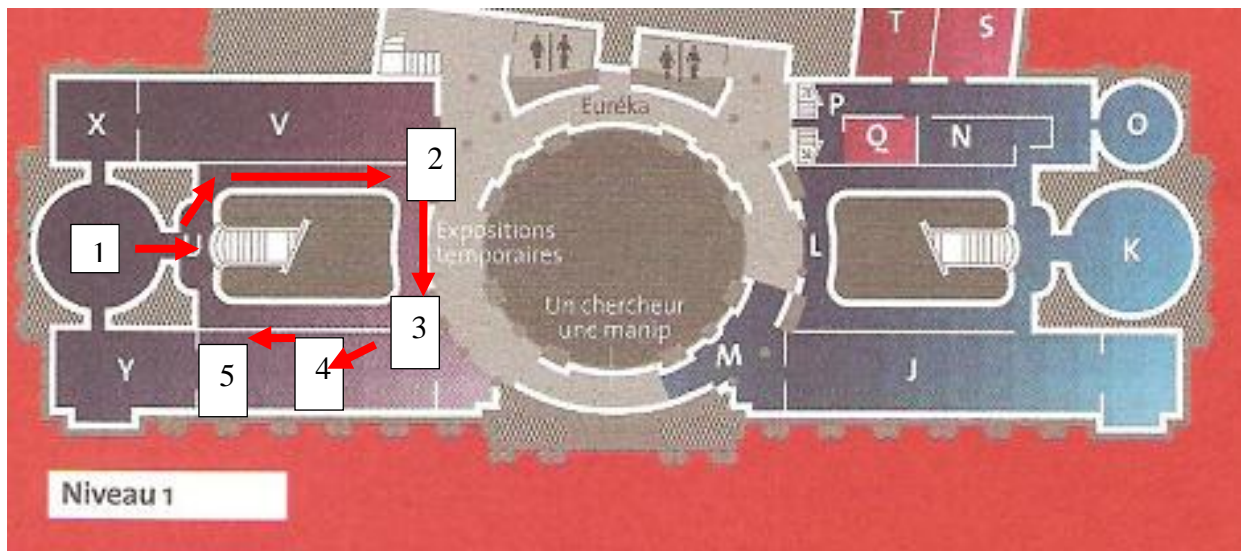 T
S
X
V
Eurêka
P
Q
N
O
2
1
U
Expositions
temporaires
L
K
3
Un chercheur
une manip
Y
5
4
M
J
Niveau 1